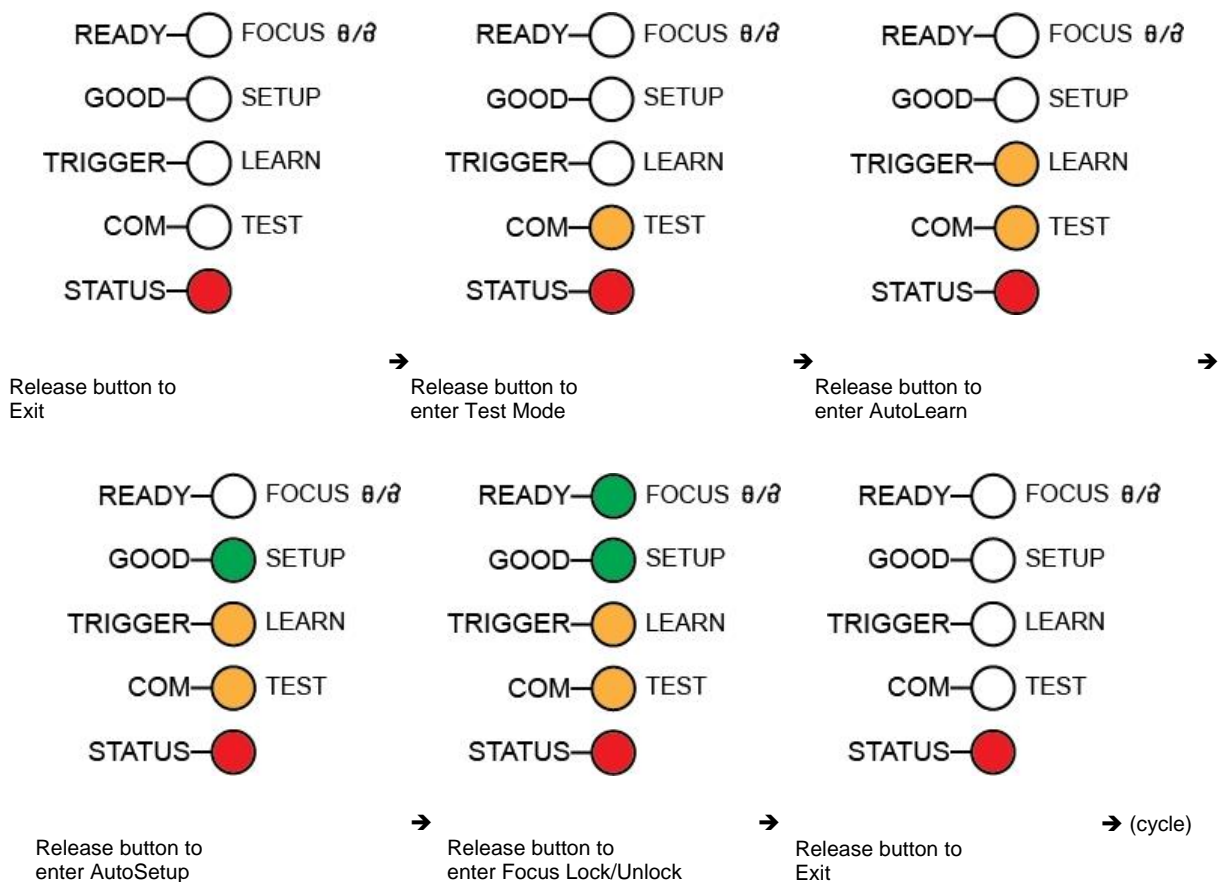 READY FOCUS
GOOD SETUP
TRIGGER LEARN
COM TEST
STATUS
Release button to
Exit
➔
READY FOCUS
GOOD SETUP
TRIGGER LEARN
COM TEST
STATUS
Release button to
enter Test Mode
➔
READY FOCUS
GOOD SETUP
TRIGGER LEARN
COM TEST
STATUS
Release button to
enter AutoLearn
➔
READY FOCUS
GOOD SETUP
TRIGGER LEARN
COM TEST
STATUS
Release button to
enter AutoSetup
➔
READY FOCUS
GOOD SETUP
TRIGGER LEARN
COM TEST
STATUS
Release button to
enter Focus Lock/Unlock
➔
READY FOCUS
GOOD SETUP
TRIGGER LEARN
COM TEST
STATUS
Release button to
Exit
➔ (cycle)